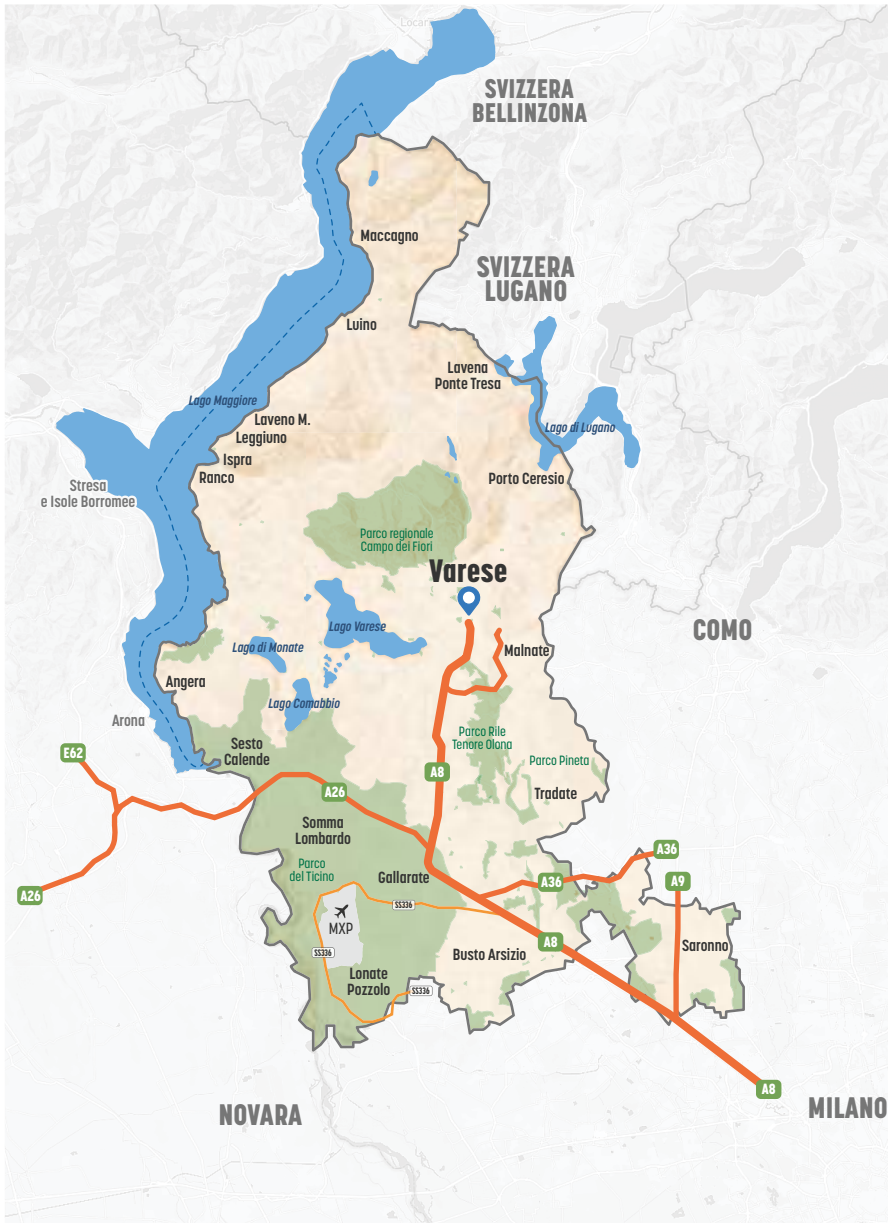 Locar
SVIZZERA
BELLINZONA
Maccagno
SVIZZERA
LUGANO
Luino
Lavena
Ponte Tresa
Lago Maggiore
Laveno M.
Leggiuno
Lago di Lugano
Ispra
Ranco
Porto Ceresio
Stresa
e Isole Borromee
Parco regionale
Campo dei Fiori
Varese
Lago Varese
COMO
Lago di Monate
Malnate
Angera
Lago Comabbio
Arona
Parco Rile
Tenore Olona
E62
Sesto
Calende
Parco Pineta
A8
A26
Tradate
Somma
Lombardo
A36
Parco
del Ticino
Gallarate
A36
A9
A26
SS336
MXP
A8
Saronno
SS336
Busto Arsizio
Lonate
Pozzolo
SS336
A8
NOVARA
MILANO